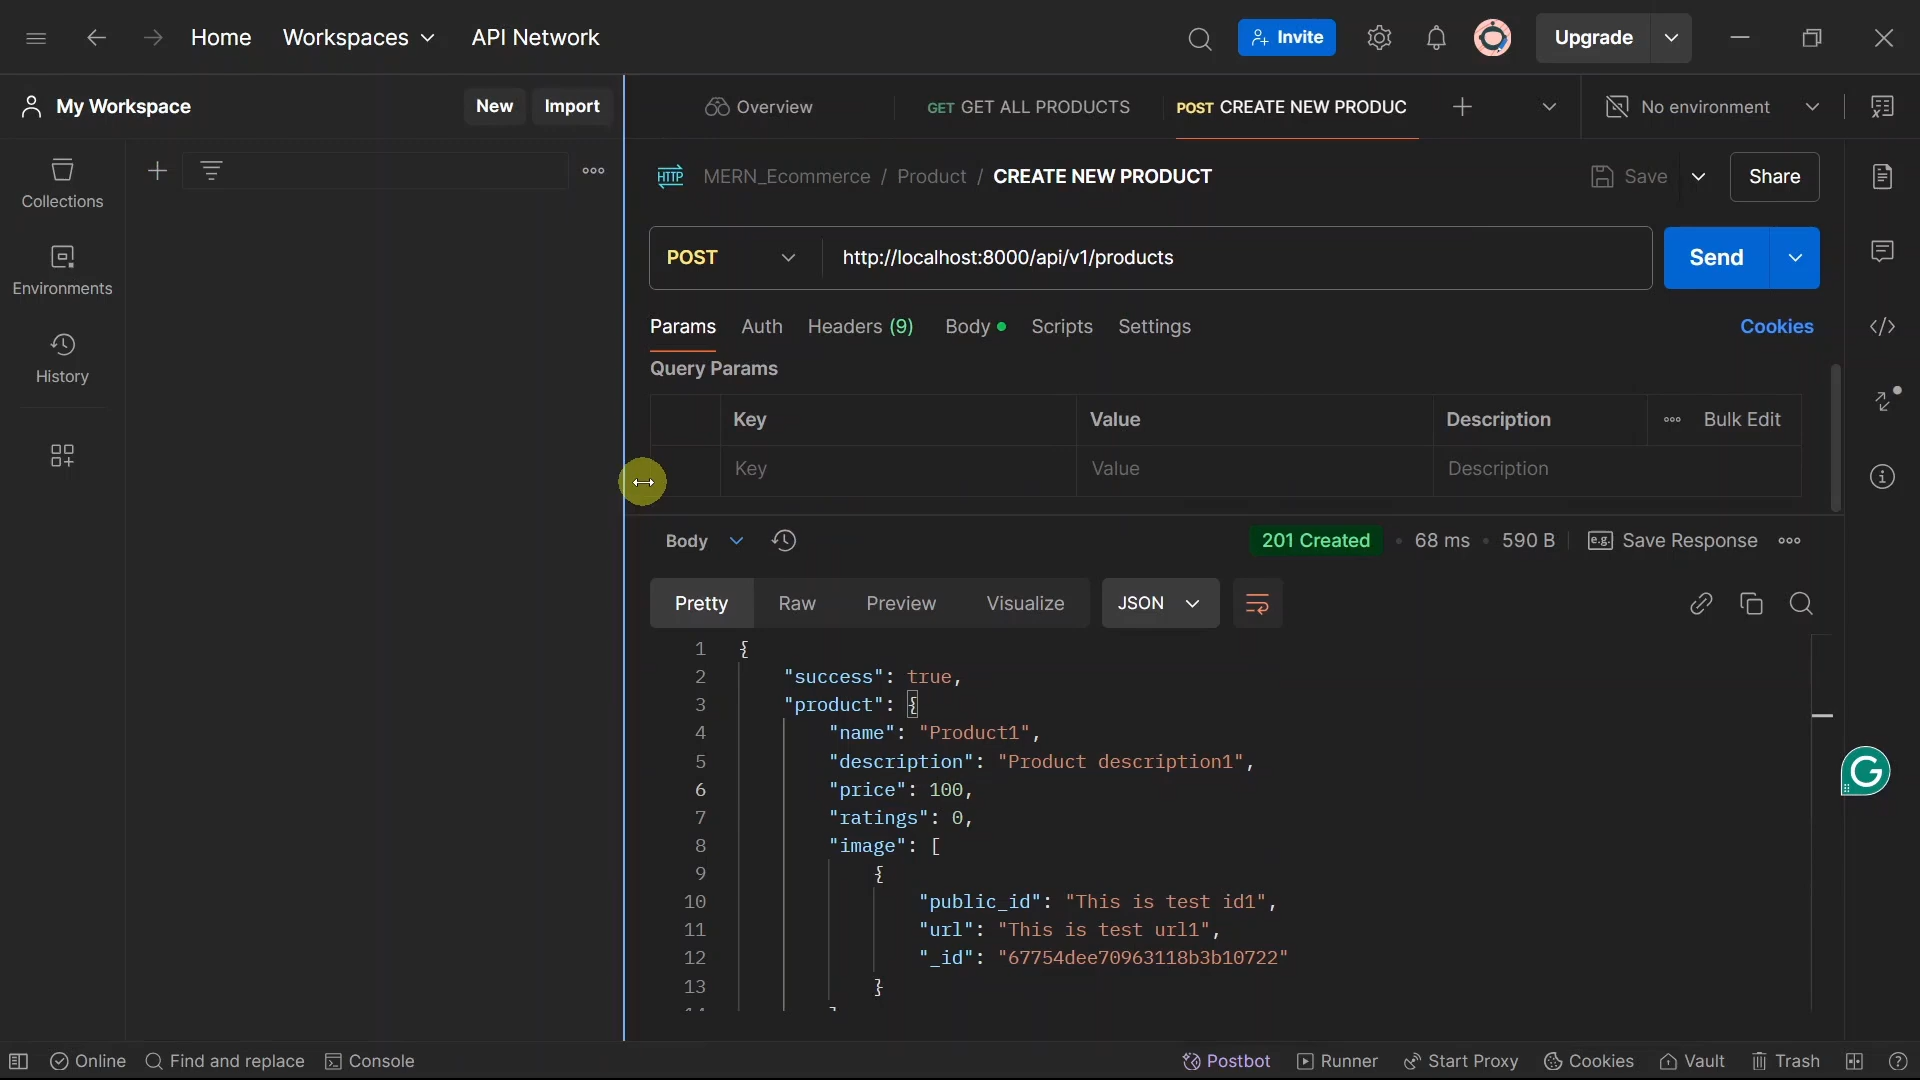 Home Workspaces API Network Invite Upgrade
My Workspace New Import Overview GET GET ALL PRODUCTS POST CREATE NEW PRODUC No environment
Collections
Environments
History
HTTP MERN_Ecommerce / Product / CREATE NEW PRODUCT Save Share
POST http://localhost:8000/api/v1/products Send
Params Auth Headers (9) Body Scripts Settings Cookies
Query Params
Key Value Description Bulk Edit
Key Value Description
Body 201 Created 68 ms 590 B e.g. Save Response
Pretty Raw Preview Visualize JSON
1 {
2 "success": true,
3 "product": {
4 "name": "Product1",
5 "description": "Product description1",
6 "price": 100,
7 "ratings": 0,
8 "image": [
9 {
10 "public_id": "This is test id1",
11 "url": "This is test url1",
12 "_id": "67754dee70963118b3b10722"
13 }
Online Find and replace Console Postbot Runner Start Proxy Cookies Vault Trash